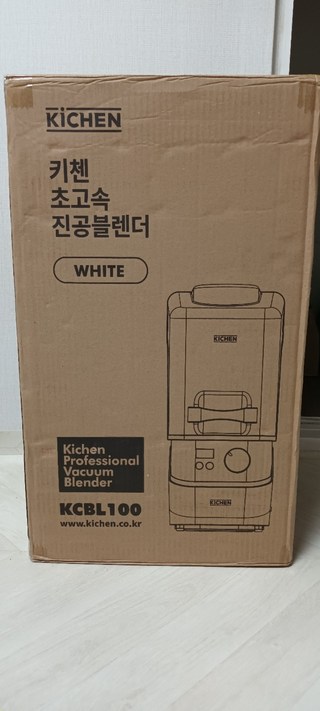 KiCHEN
키첸
초고속
진공블렌더
WHITE
KICHEN
Kichen
Professional
Vacuum
Blender
KICHEN
KCBL100
www.kichen.co.kr